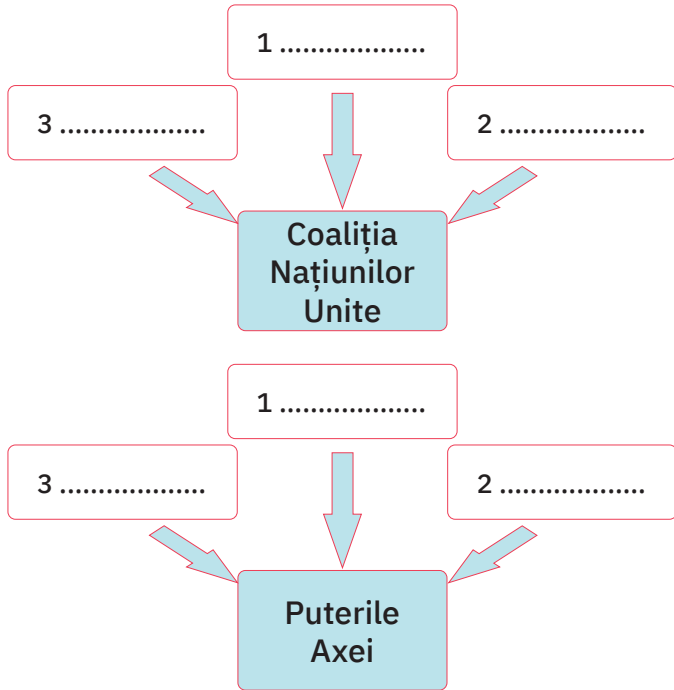 1 ...................
3 ...................
2 ...................
Coaliția
Națiunilor
Unite
1 ...................
3 ...................
2 ...................
Puterile
Axei